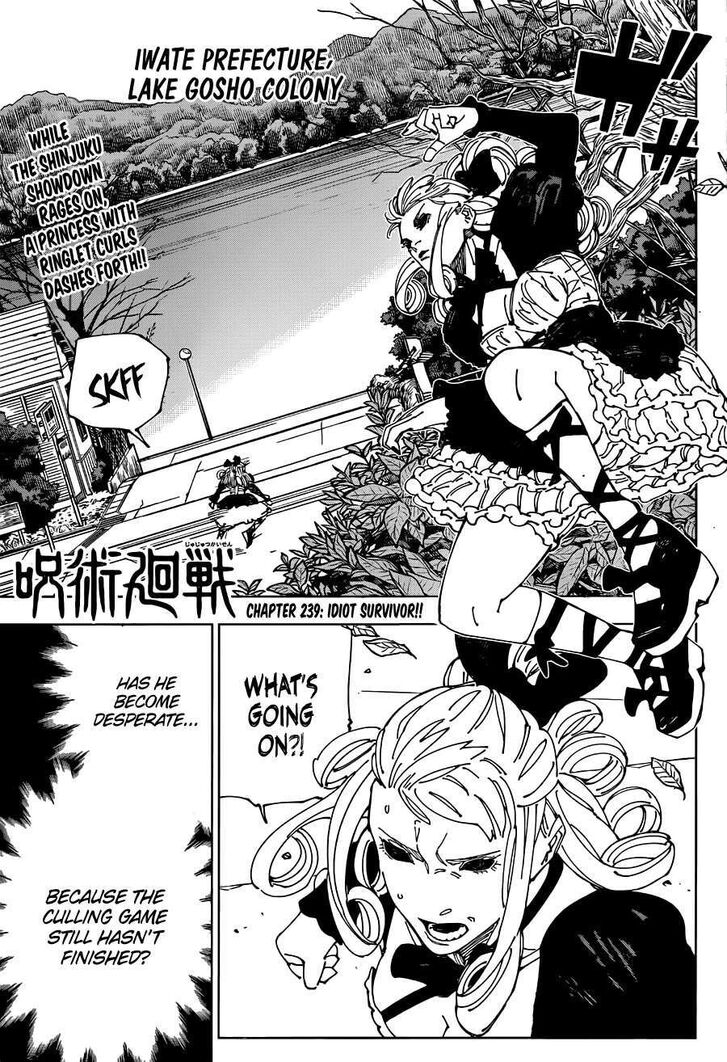 IWATE PREFECTURE,
LAKE GOSHO COLONY
WHILE
THE SHINJUKU
SHOWDOWN
RAGES ON,
A PRINCESS WITH
RINGLET CURLS
DASHES FORTH!!
ザッ
SKFF
じゅじゅつかいせん
呪術廻戦
CHAPTER 239: IDIOT SURVIVOR!!
WHAT'S
GOING
ON?!
HAS HE
BECOME
DESPERATE...
BECAUSE THE
CULLING GAME
STILL HASN'T
FINISHED?